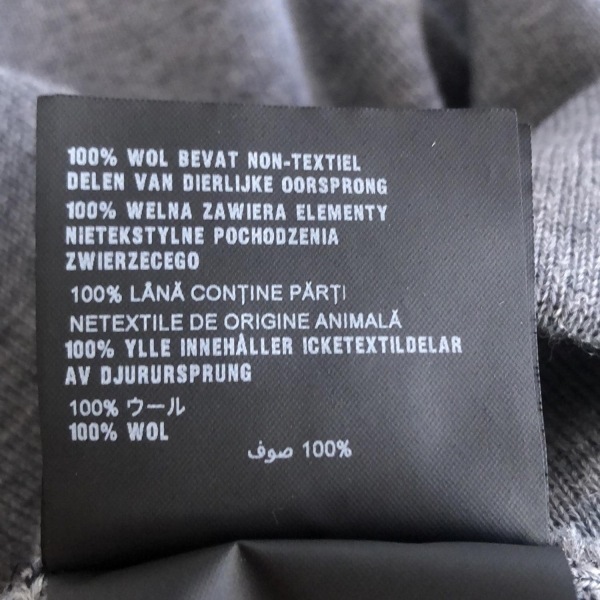 100% WOL BEVAT NON-TEXTIEL
DELEN VAN DIERLIJKE OORSPRONG
100% WELNA ZAWIERA ELEMENTY
NIETEKSTYLNE POCHODZENIA
ZWIERZECEGO
100% LÂNĂ CONȚINE PĂRȚI
NETEXTILE DE ORIGINE ANIMALĂ
100% YLLE INNEHÅLLER ICKETEXTILDELAR
AV DJURURSPRUNG
100% ウール
100% WOL
100% صوف